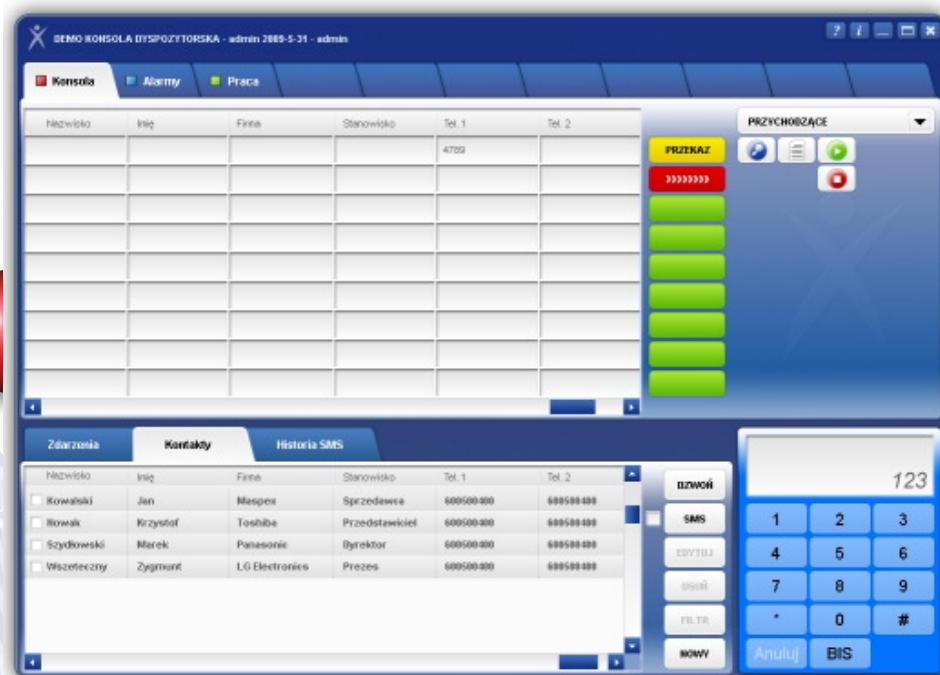 DEMO KONSOLA DYSPOZYTORSKA - admin 2009-5-31 - admin
? i
Konsola Alarmy Praca
Nazwisko Imię Firma Stanowisko Tel. 1 Tel. 2
PRZYCHODZĄCE
4789
PRZEKAZ
»»»»
Zdarzenia Kontakty Historia SMS
Nazwisko Imię Firma Stanowisko Tel. 1 Tel. 2
Kowalski Jan Maspex Sprzedawca 600500400 600500400
Nowak Krzysztof Toshiba Przedstawiciel 600500400 600500400
Szydłowski Marek Panasonic Dyrektor 600500400 600500400
Wszeteczny Zygmunt LG Electronics Prezes 600500400 600500400
DZWOŃ
SMS
EDYTUJ
USUŃ
FILTR
NOWY
123
1 2 3
4 5 6
7 8 9
* 0 #
Anuluj BIS